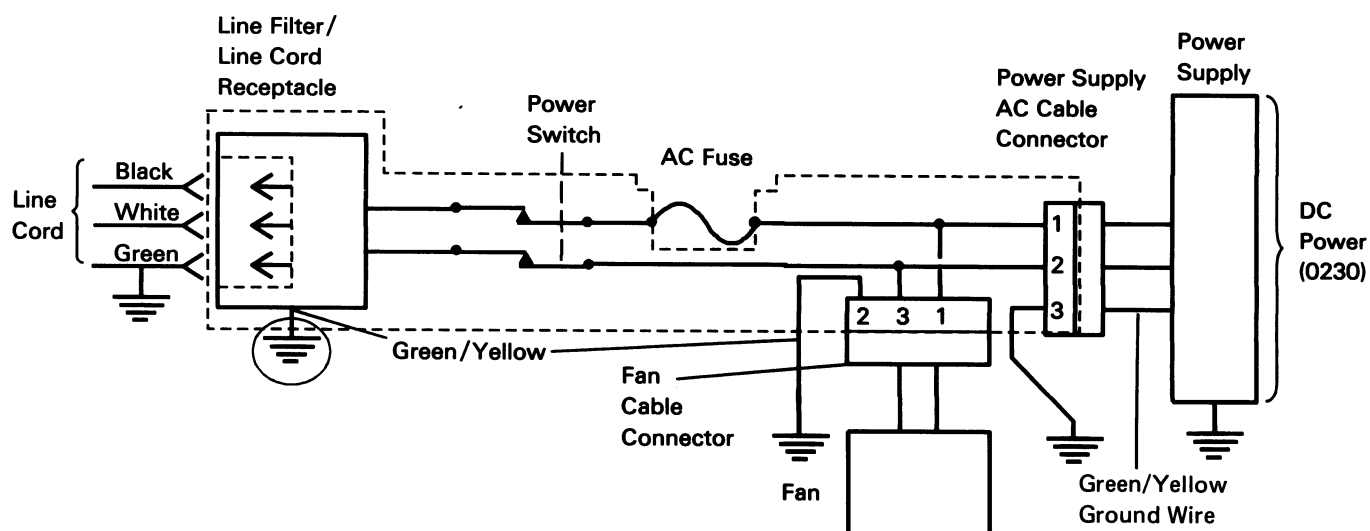 Line Filter/
Line Cord
Receptacle
Power
Switch
AC Fuse
Power Supply
AC Cable
Connector
Power
Supply
Line
Cord
Black
White
Green
1
2
3
DC
Power
(0230)
2 3 1
Green/Yellow
Fan
Cable
Connector
Fan
Green/Yellow
Ground Wire